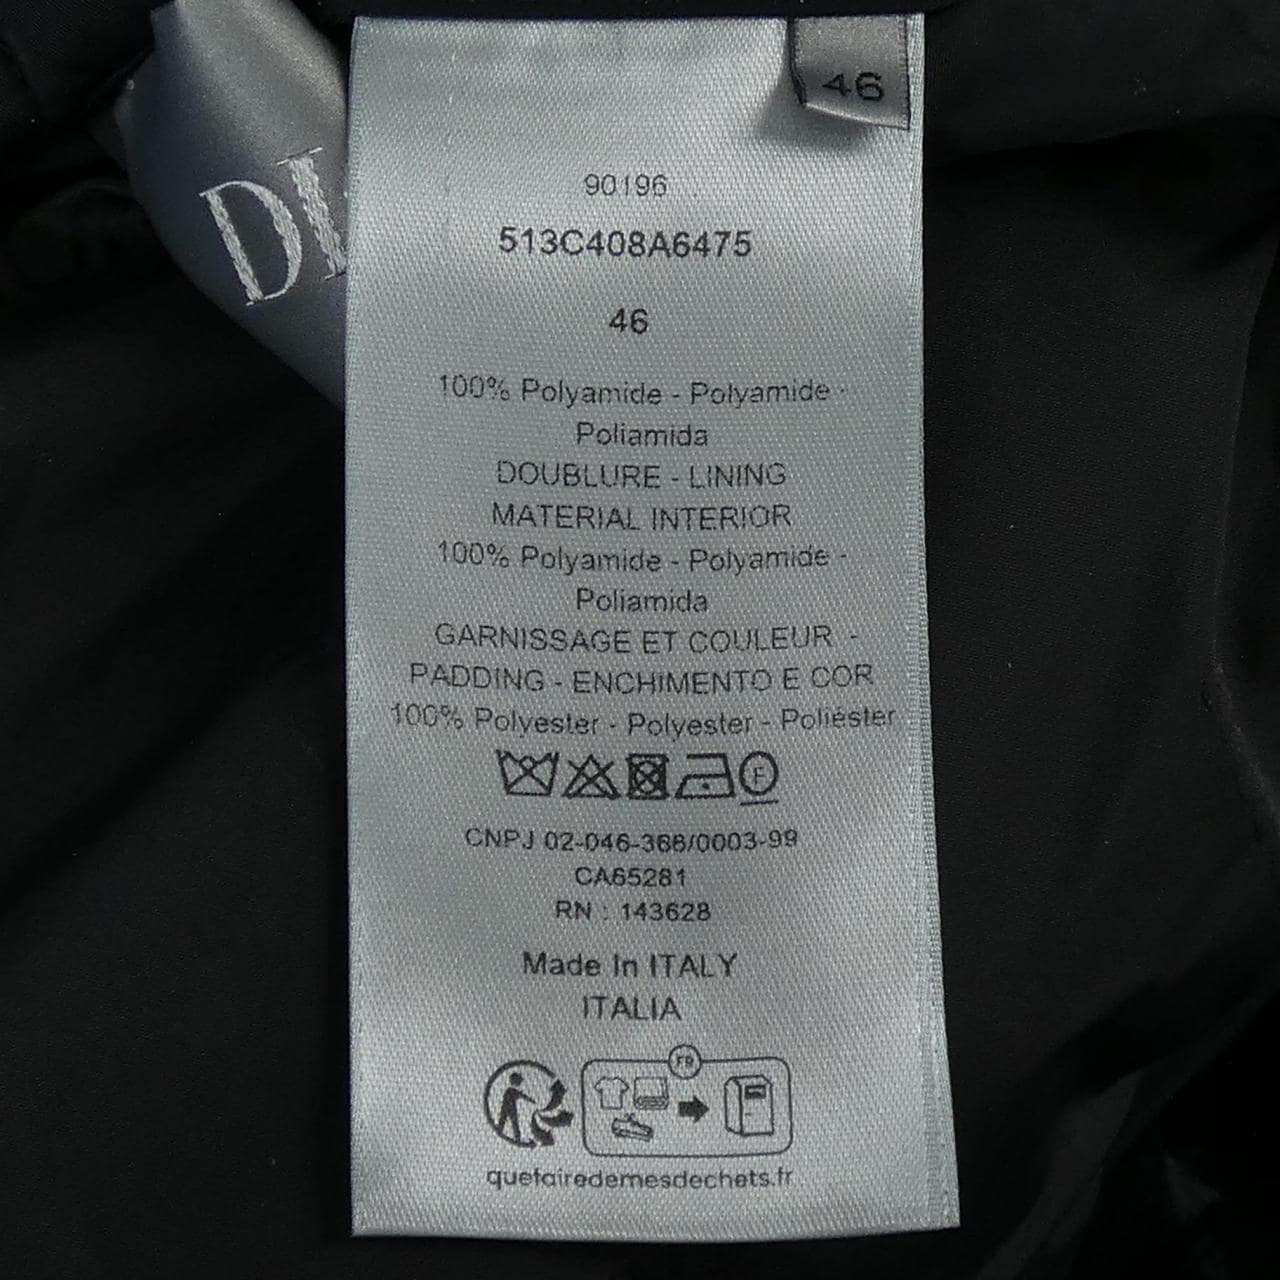 46
DI
90196
513C408A6475
46
100% Polyamide - Polyamide -
Poliamida
DOUBLURE - LINING
MATERIAL INTERIOR
100% Polyamide - Polyamide -
Poliamida
GARNISSAGE ET COULEUR -
PADDING - ENCHIMENTO E COR
100% Polyester - Polyester - Poliéster
F
CNPJ 02-046-368/0003-99
CA65281
RN : 143628
Made In ITALY
ITALIA
FR
quefairedemesdechets.fr